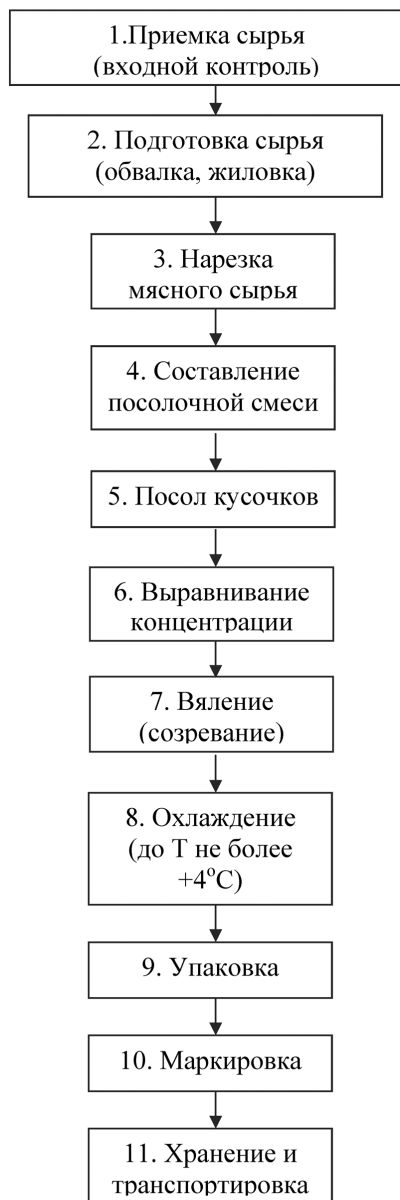 1.Приемка сырья
(входной контроль)
2. Подготовка сырья
(обвалка, жиловка)
3. Нарезка
мясного сырья
4. Составление
посолочной смеси
5. Посол кусочков
6. Выравнивание
концентрации
7. Вяление
(созревание)
8. Охлаждение
(до Т не более
+4°С)
9. Упаковка
10. Маркировка
11. Хранение и
транспортировка